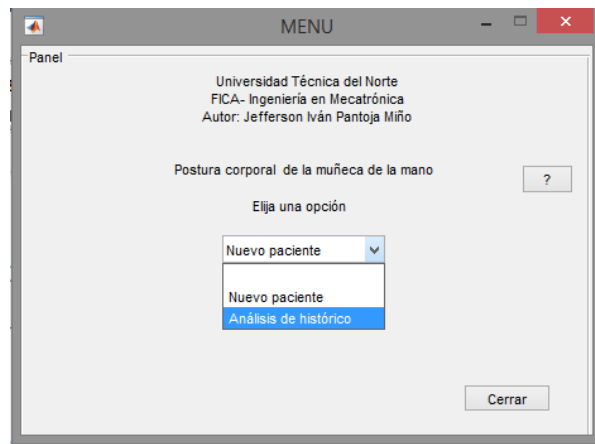 MENU
Panel
Universidad Técnica del Norte
FICA- Ingeniería en Mecatrónica
Autor: Jefferson Iván Pantoja Miño
Postura corporal de la muñeca de la mano
?
Elija una opción
Nuevo paciente
Nuevo paciente
Análisis de histórico
Cerrar